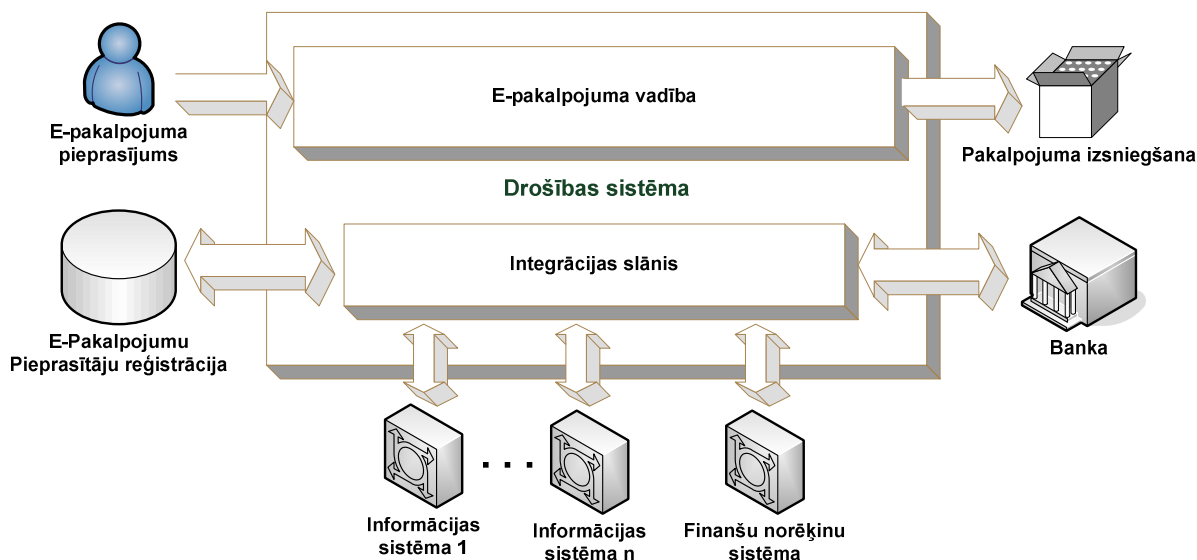 E-pakalpojuma vadība
E-pakalpojuma
pieprasījums
Pakalpojuma izsniegšana
Drošības sistēma
Integrācijas slānis
E-Pakalpojumu
Pieprasītāju reģistrācija
Banka
. . .
Informācijas
sistēma 1
Informācijas
sistēma n
Finanšu norēķinu
sistēma